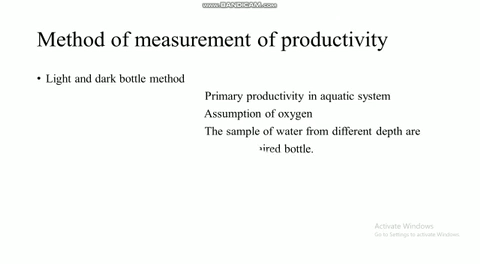 www.BANDICAM.com
Method of measurement of productivity
• Light and dark bottle method
Primary productivity in aquatic system
Assumption of oxygen
The sample of water from different depth are
bottle.
Activate Windows
Go to Settings to activate Windows.